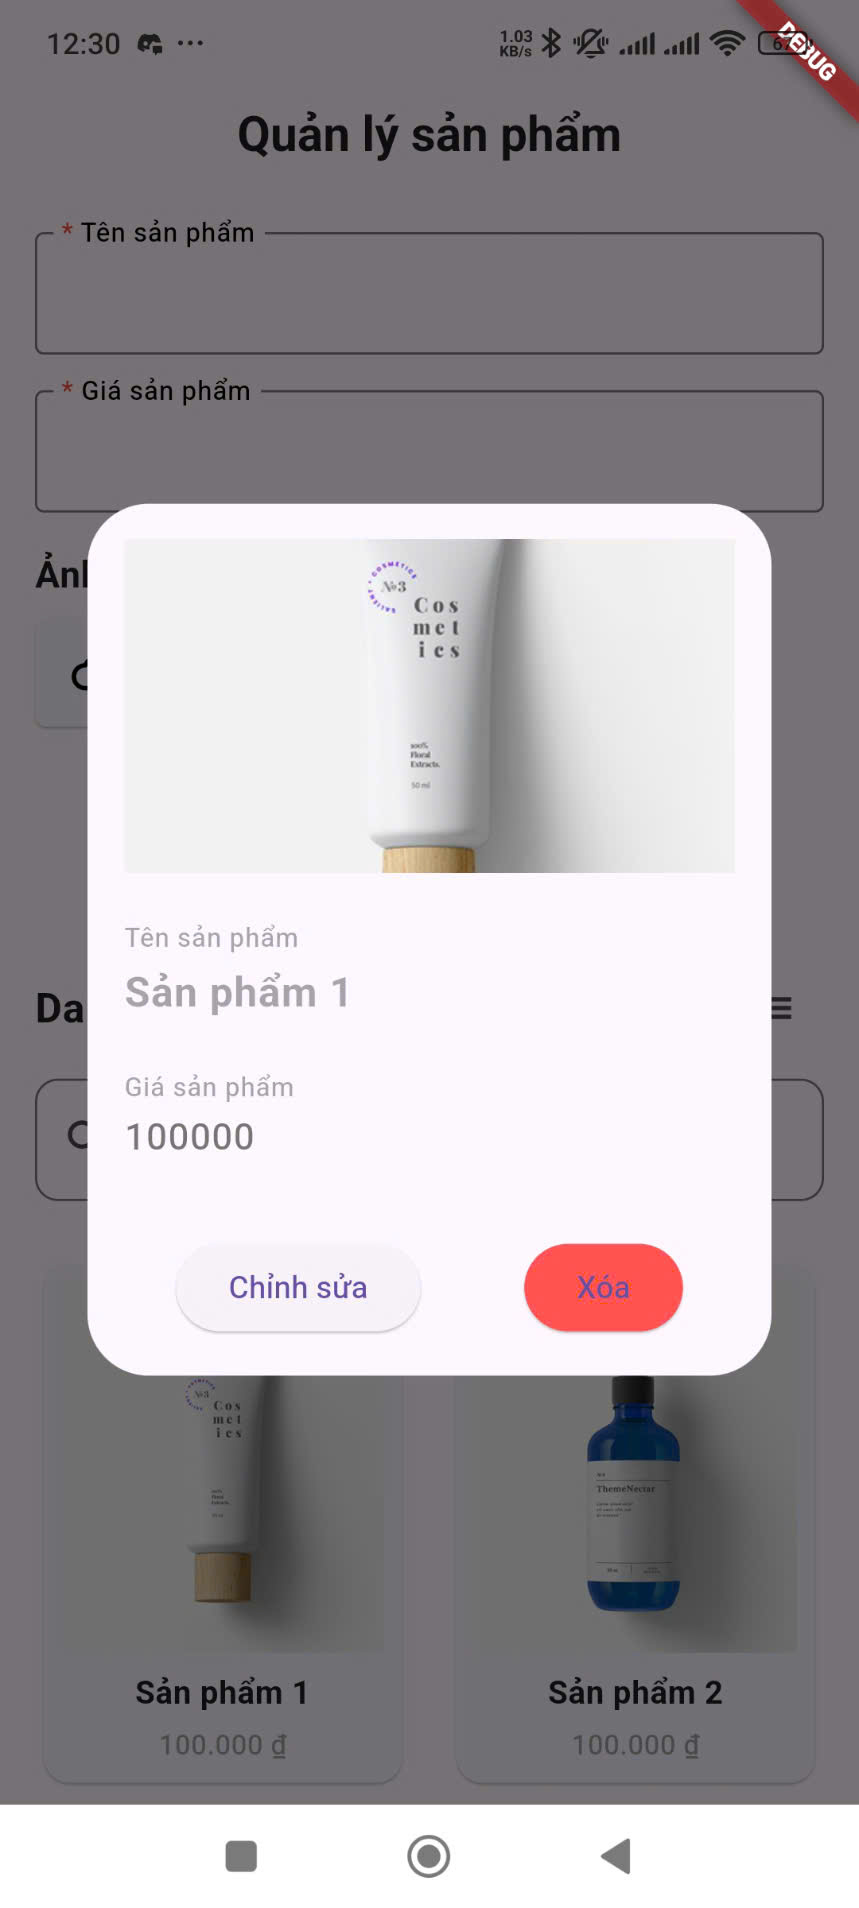 12:30
1.03
KB/s
DEBUG
Quản lý sản phẩm
* Tên sản phẩm
* Giá sản phẩm
COSMETICS
SALIENT
№3
Cos
met
ics
100%
Floral
Extracts.
50 ml
Tên sản phẩm
Sản phẩm 1
Giá sản phẩm
100000
Chỉnh sửa
Xóa
№3
Cos
met
ics
ThemeNectar
Sản phẩm 1
Sản phẩm 2
100.000 ₫
100.000 ₫